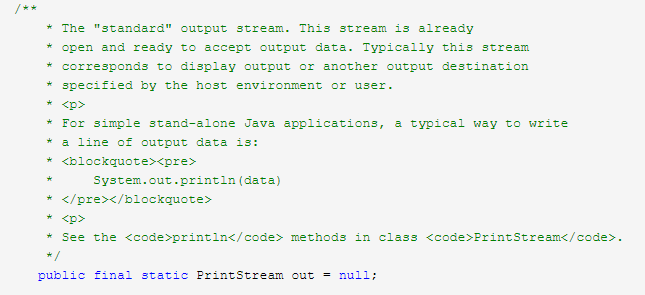 /**
* The "standard" output stream. This stream is already
* open and ready to accept output data. Typically this stream
* corresponds to display output or another output destination
* specified by the host environment or user.
* <p>
* For simple stand-alone Java applications, a typical way to write
* a line of output data is:
* <blockquote><pre>
*     System.out.println(data)
* </pre></blockquote>
* <p>
* See the <code>println</code> methods in class <code>PrintStream</code>.
*/
public final static PrintStream out = null;